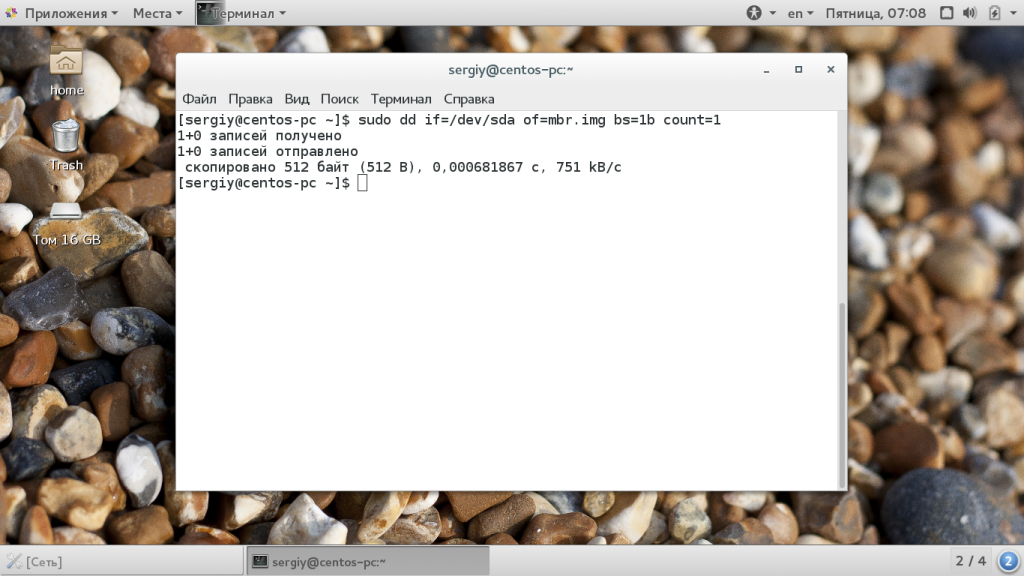 Приложения Места Терминал en Пятница, 07:08
home
Trash
Том 16 GB
sergiy@centos-pc:~
Файл Правка Вид Поиск Терминал Справка
[sergiy@centos-pc ~]$ sudo dd if=/dev/sda of=mbr.img bs=1b count=1
1+0 записей получено
1+0 записей отправлено
скопировано 512 байт (512 B), 0,000681867 c, 751 kB/c
[sergiy@centos-pc ~]$
[Сеть] sergiy@centos-pc:~ 2 / 4 2